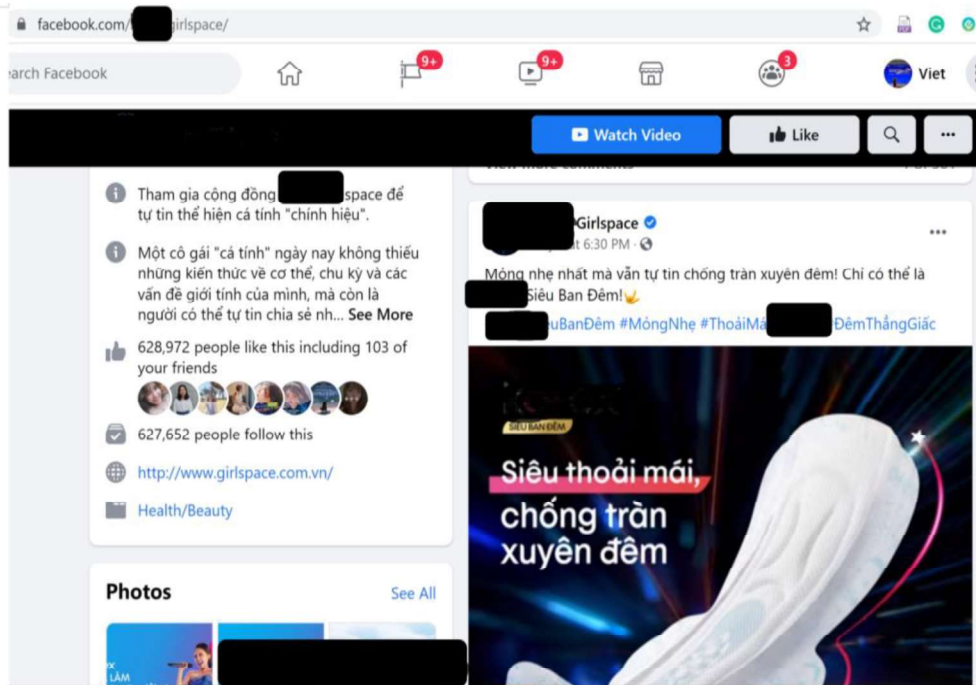 facebook.com/ girlspace/
earch Facebook
9+
9+
3
Viet
Watch Video
Like
Tham gia cộng đồng space để
tự tin thể hiện cá tính "chính hiệu".
Một cô gái "cá tính" ngày nay không thiếu
những kiến thức về cơ thể, chu kỳ và các
vấn đề giới tính của mình, mà còn là
người có thể tự tin chia sẻ nh... See More
628,972 people like this including 103 of
your friends
627,652 people follow this
http://www.girlspace.com.vn/
Health/Beauty
Photos
See All
LÀM
View more comments
Girlspace
at 6:30 PM
Mỏng nhẹ nhất mà vẫn tự tin chống tràn xuyên đêm! Chỉ có thể là
Siêu Ban Đêm!
uBanĐêm #MỏngNhẹ #ThoảiMá ĐêmThẳngGiấc
SIÊU BAN ĐÊM
Siêu thoải mái,
chống tràn
xuyên đêm